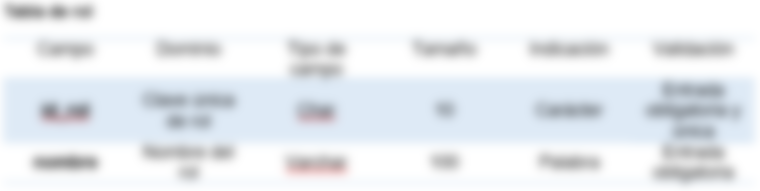 Tabla de rol
Campo Dominio Tipo de campo Tamaño Indicación Validación
id_rol Clave única de rol Char 10 Carácter Entrada obligatoria y única
nombre Nombre del rol Varchar 100 Palabra Entrada obligatoria